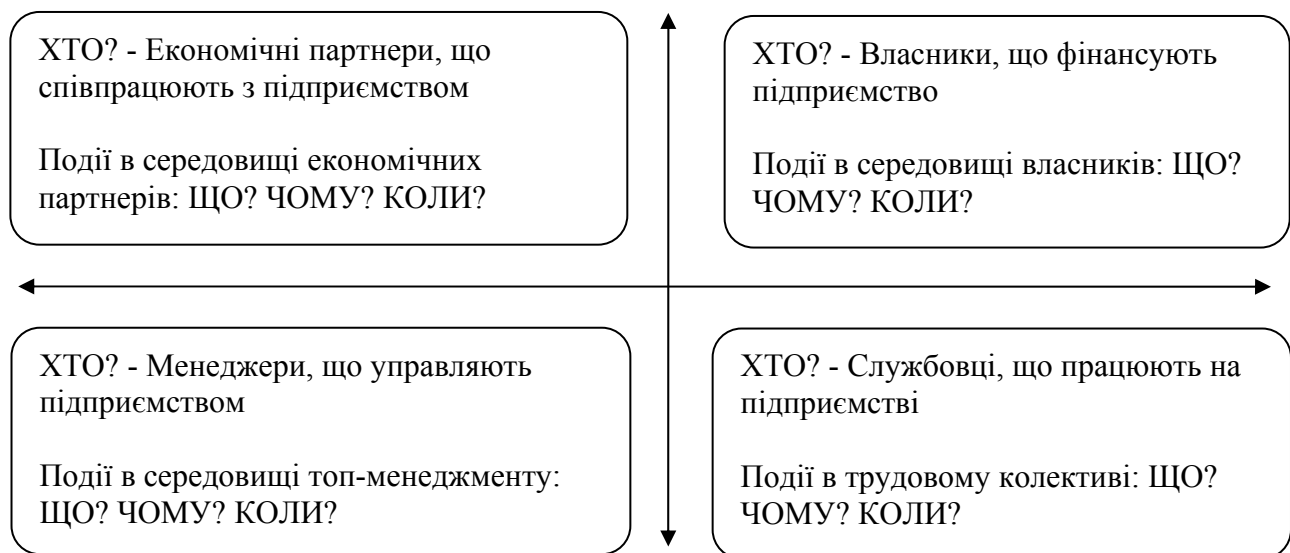 ХТО? - Економічні партнери, що
співпрацюють з підприємством
Події в середовищі економічних
партнерів: ЩО? ЧОМУ? КОЛИ?
ХТО? - Власники, що фінансують
підприємство
Події в середовищі власників: ЩО?
ЧОМУ? КОЛИ?
ХТО? - Менеджери, що управляють
підприємством
Події в середовищі топ-менеджменту:
ЩО? ЧОМУ? КОЛИ?
ХТО? - Службовці, що працюють на
підприємстві
Події в трудовому колективі: ЩО?
ЧОМУ? КОЛИ?